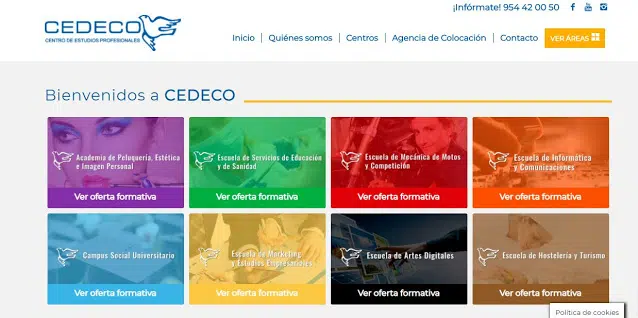 ¡Infórmate! 954 42 00 50
CEDECO
CENTRO DE ESTUDIOS PROFESIONALES
Inicio | Quiénes somos | Centros | Agencia de Colocación | Contacto
VER ÁREAS
Bienvenidos a CEDECO
Academia de Peluquería, Estética
e Imagen Personal
Ver oferta formativa
Escuela de Servicios de Educación
y de Sanidad
Ver oferta formativa
Escuela de Mecánica de Motos
y Competición
Ver oferta formativa
Escuela de Informática
y Comunicaciones
Ver oferta formativa
Campus Social Universitario
Ver oferta formativa
Escuela de Marketing
y Estudios Empresariales
Ver oferta formativa
Escuela de Artes Digitales
Ver oferta formativa
Escuela de Hostelería y Turismo
Ver oferta formativa
Política de cookies